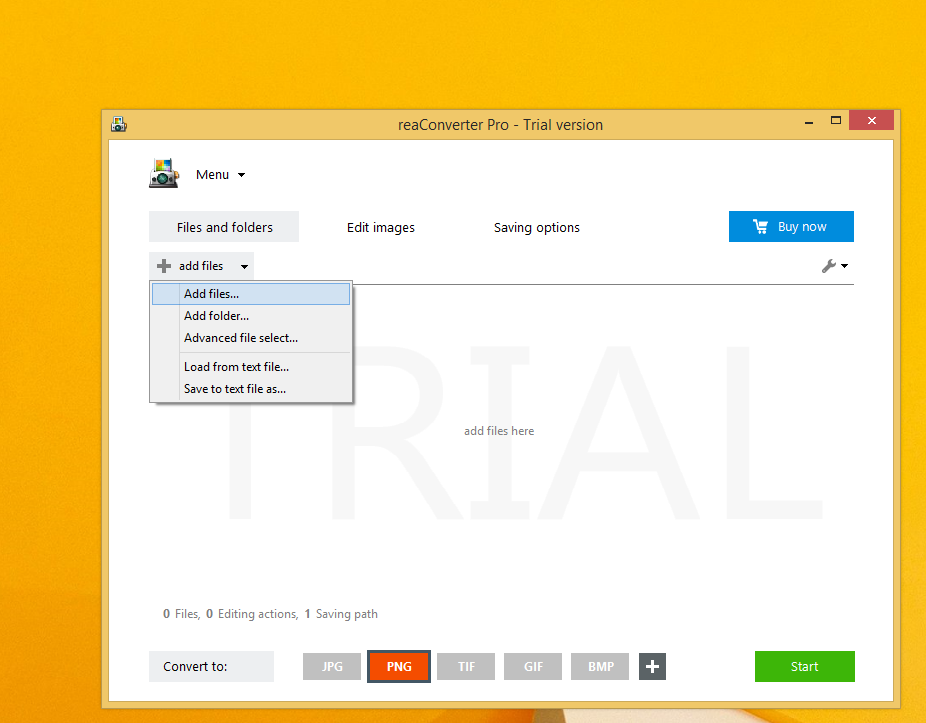 reaConverter Pro - Trial version
Menu
Files and folders Edit images Saving options Buy now
add files
Add files...
Add folder...
Advanced file select...
Load from text file...
Save to text file as...
TRIAL
add files here
0 Files, 0 Editing actions, 1 Saving path
Convert to: JPG PNG TIF GIF BMP Start